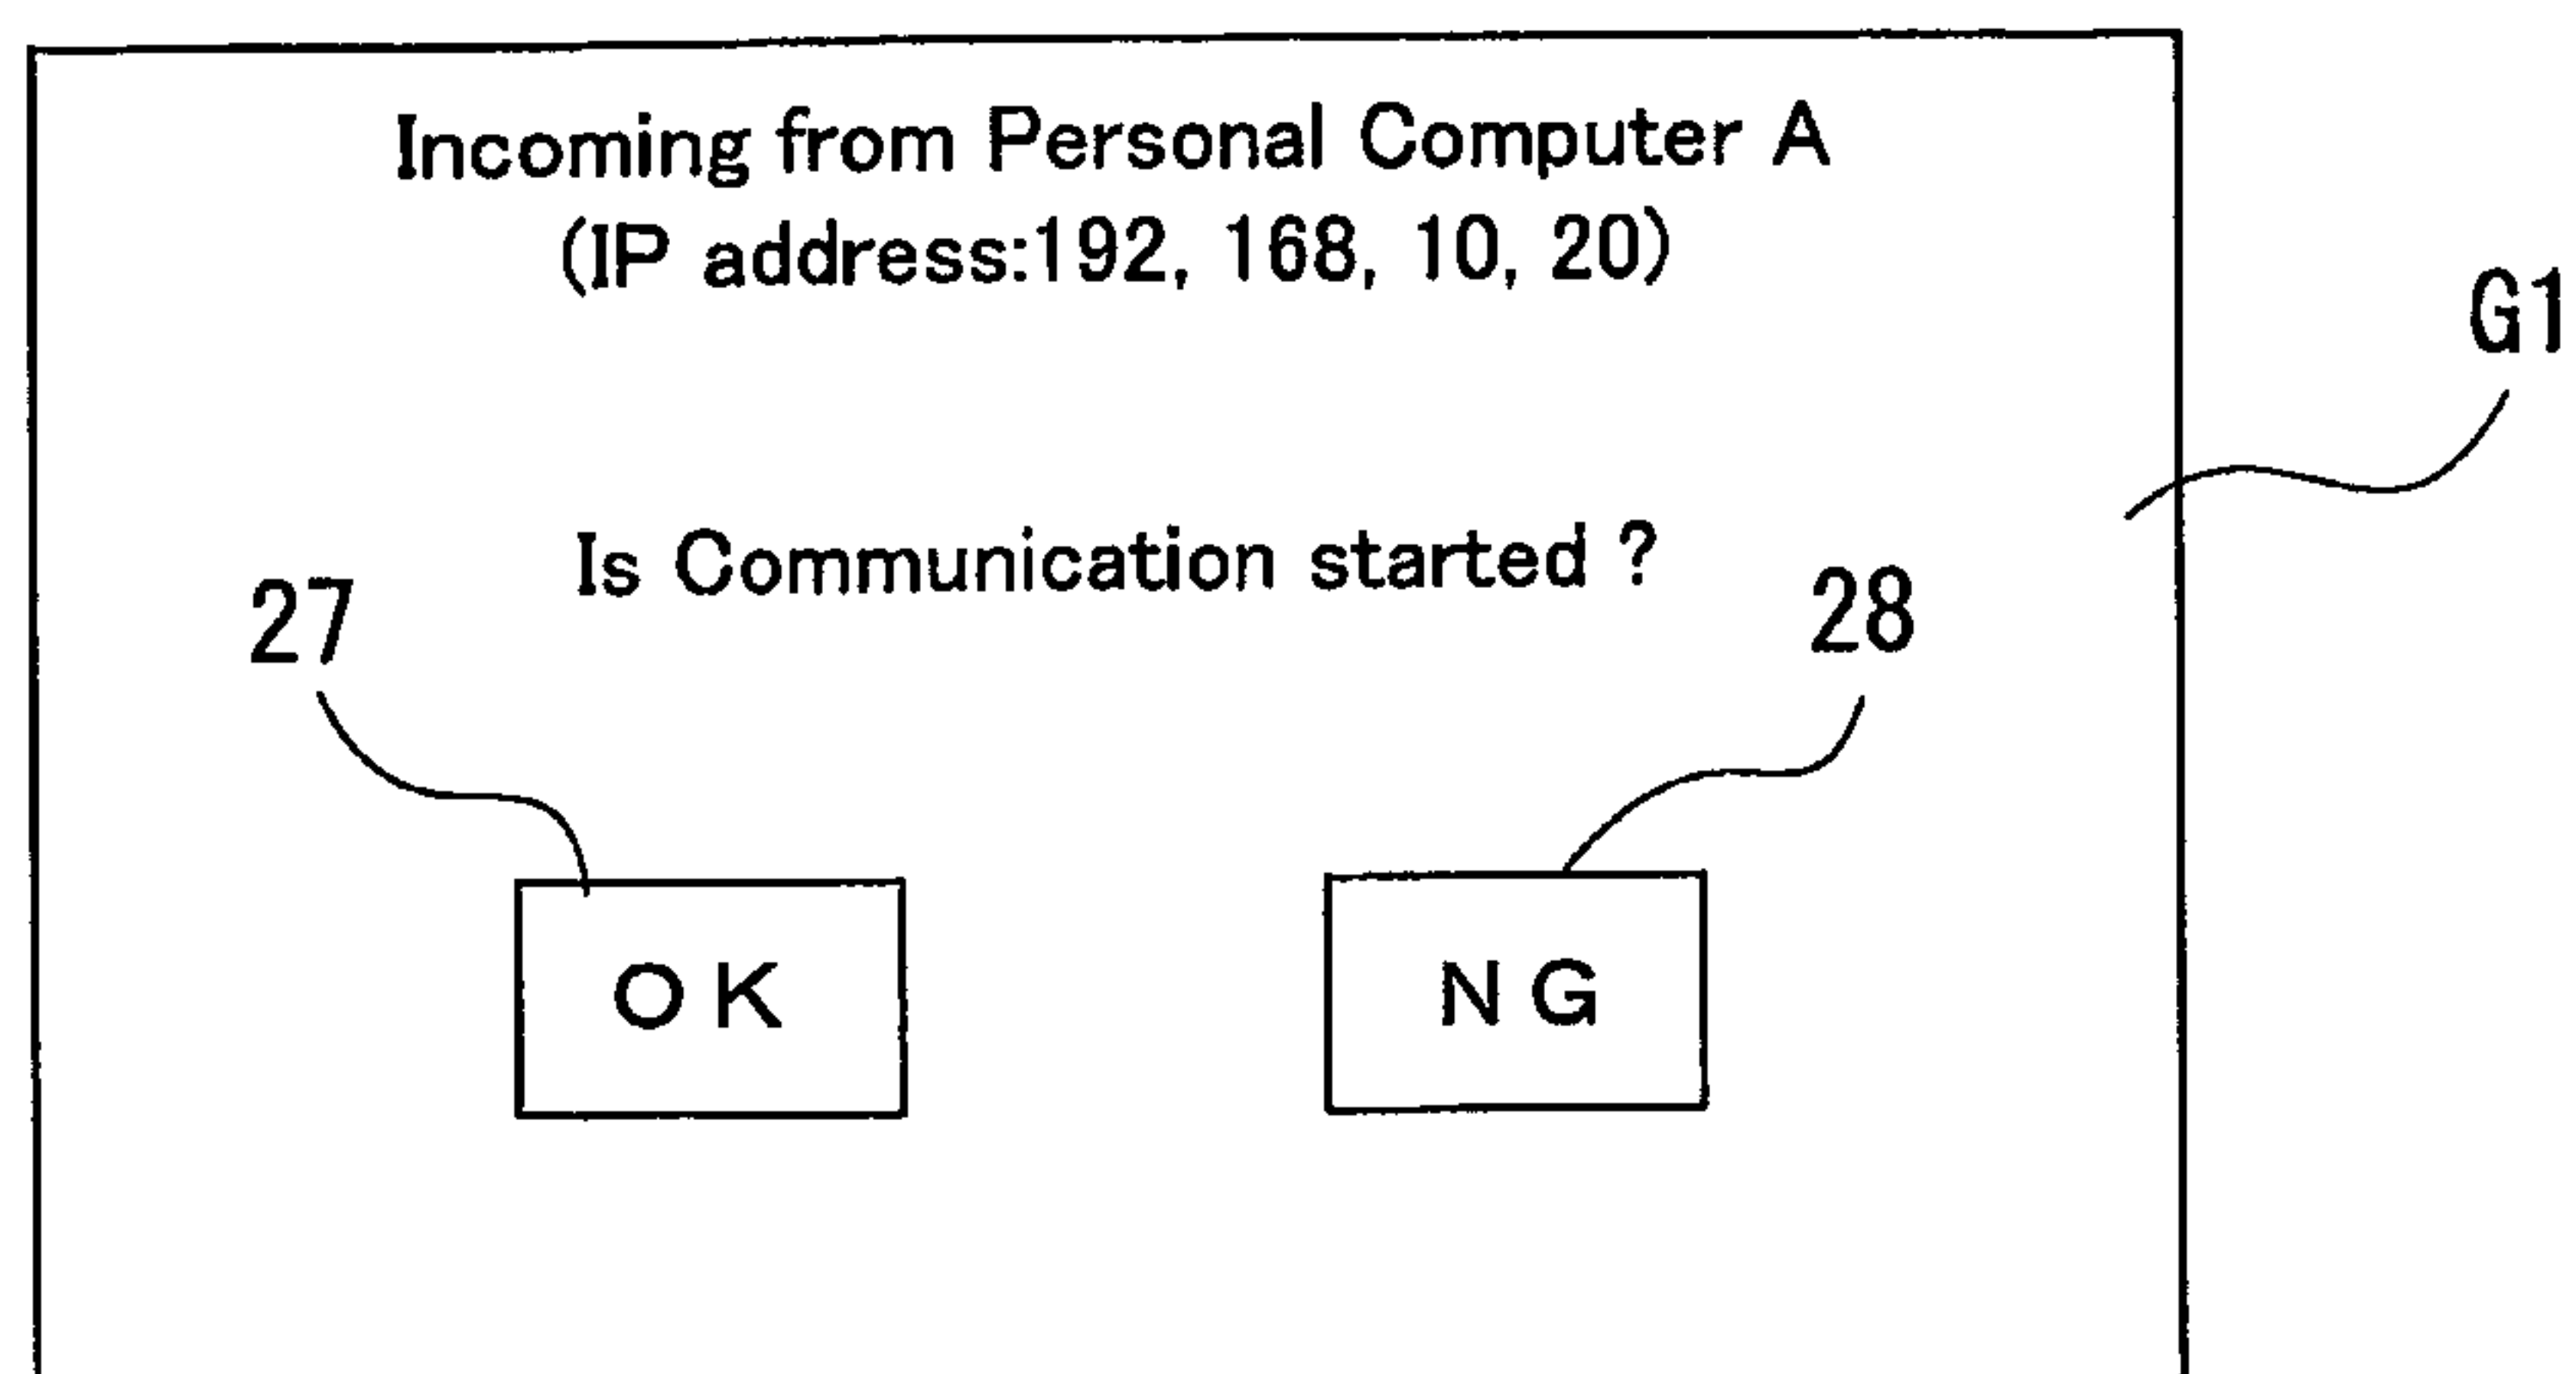 Incoming from Personal Computer A
(IP address:192, 168, 10, 20)
G1
Is Communication started ?
27
28
OK
NG